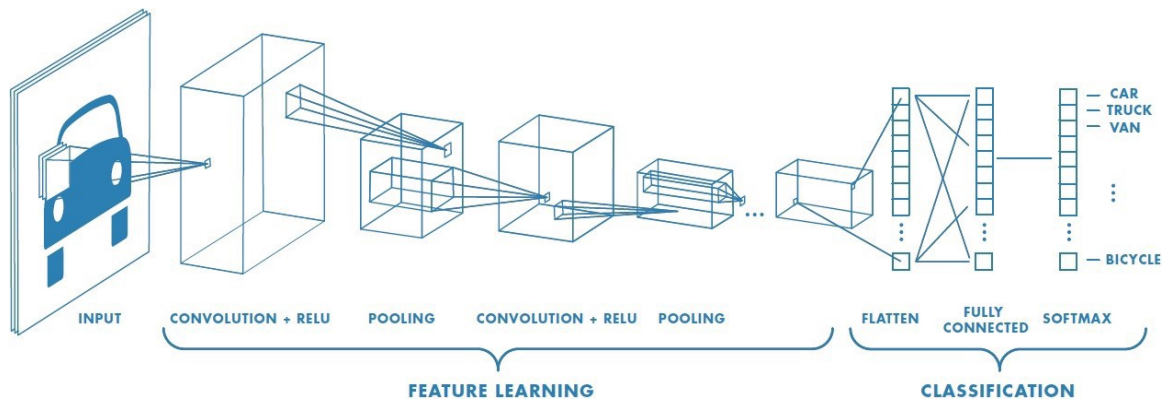 CAR
TRUCK
VAN
BICYCLE
INPUT
CONVOLUTION + RELU
POOLING
CONVOLUTION + RELU
POOLING
FLATTEN
FULLY
CONNECTED
SOFTMAX
FEATURE LEARNING
CLASSIFICATION